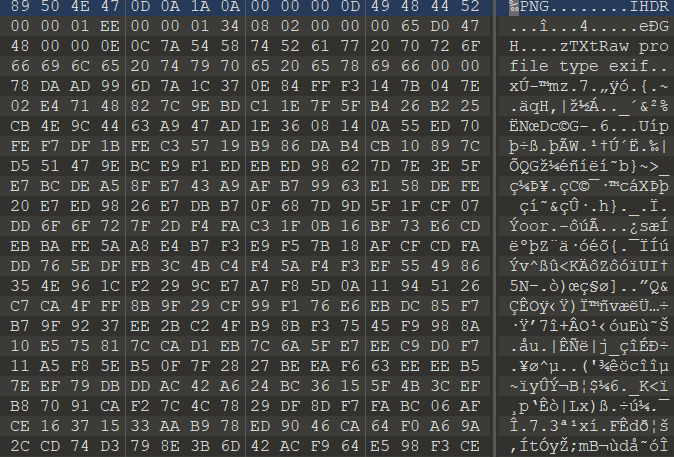 89 50 4E 47 0D 0A 1A 0A 00 00 00 0D 49 48 44 52 ‰PNG........IHDR
00 00 01 EE 00 00 01 34 08 02 00 00 00 65 D0 47 ...î...4.....eÐG
48 00 00 0E 0C 7A 54 58 74 52 61 77 20 70 72 6F H....zTXtRaw pro
66 69 6C 65 20 74 79 70 65 20 65 78 69 66 00 00 file type exif..
78 DA AD 99 6D 7A 1C 37 0E 84 FF F3 14 7B 04 7E xÚ-™mz.7.„ÿó.{.~
02 E4 71 48 82 7C 9E BD C1 1E 7F 5F B4 26 B2 25 .äqH‚|ž½Á.._´&²%
CB 4E 9C 44 63 A9 47 AD 1E 36 08 14 0A 55 ED 70 ËNœDc©G-.6...Uíp
FE F7 DF 1B FE C3 57 19 B9 86 DA B4 CB 10 89 7C þ÷ß.þÃW.¹†Ú´Ë.‰|
D5 51 47 9E BC E9 F1 ED EB ED 98 62 7D 7E 3E 5F ÕQGž¼éñíëí˜b}~>_
E7 BC DE A5 8F E7 43 A9 AF B7 99 63 E1 58 DE FE ç¼Þ¥.çC©¯·™cáXÞþ
20 E7 ED 98 26 E7 DB B7 0F 68 7D 9D 5F 1F CF 07 çí˜&çÛ·.h}._.Ï.
DD 6F 6F 72 7F 2D F4 FA C3 1F 0B 16 BF 73 E6 CD Ýoor.-ôúÃ...¿sæÍ
EB BA FE 5A A8 E4 B7 F3 E9 F5 7B 18 AF CF CD FA ëºþZ¨ä·óéõ{.¯ÏÍú
DD 76 5E DF FB 3C 4B C4 F4 5A F4 F3 EF 55 49 86 Ýv^ßû<KÄôZôóïUI†
35 4E 96 1C F2 29 9C E7 A7 F8 5D 0A 11 94 51 26 5N–.ò)œç§ø]..”Q&
C7 CA 4F FF 8B 9F 29 CF 99 F1 76 E6 EB DC 85 F7 ÇÊOÿ‹Ÿ)Ï™ñvæëÜ…÷
B7 9F 92 37 EE 2B C2 4F B9 8B F3 75 45 F9 98 8A ·Ÿ’7î+ÂO¹‹óuEù˜Š
10 E5 75 81 7C CA D1 EB 7C 6A 5F E7 EE C9 D0 F7 .åu.|ÊÑë|j_çîÉÐ÷
11 A5 F8 5E B5 0F 7F 28 27 BE EA F6 63 EE EE B5 .¥ø^µ..('¾êöcîîµ
7E EF 79 DB DD AC 42 A6 24 BC 36 15 5F 4B 3C EF ~ïyÛÝ¬B¦$¼6._K<ï
B8 70 91 CA F2 7C 4C 78 29 DF 8D F7 FA BC 06 AF ¸p‘Êò|Lx)ß.÷ú¼.¯
CE 16 37 15 33 AA B9 78 ED 90 46 CA 64 F0 A6 9A Î.7.3ª¹xí.FÊdð¦š
2C CD 74 D3 79 8E 3B 6D 42 AC F9 64 E5 98 F3 CE ,ÍtÓyŽ;mB¬ùdå˜óÎ